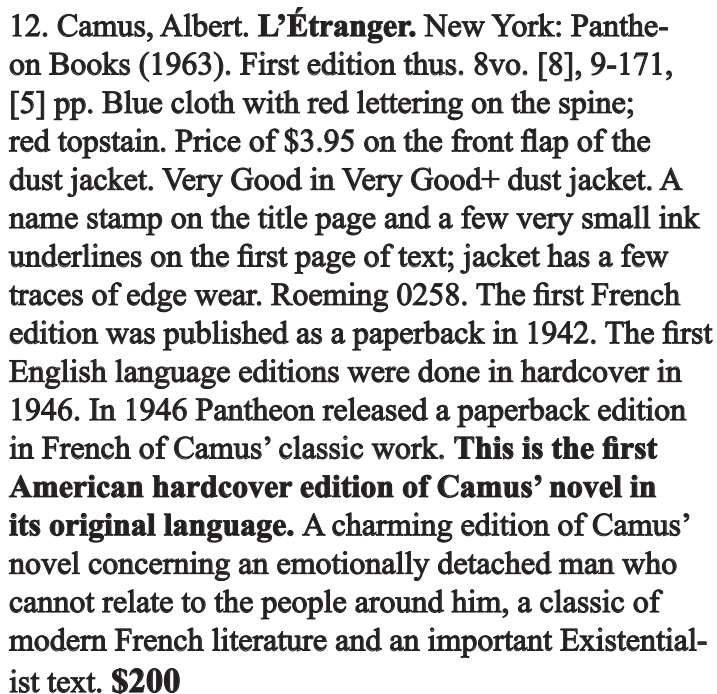 12. Camus, Albert. L’Étranger. New York: Panthe-
on Books (1963). First edition thus. 8vo. [8], 9-171,
[5] pp. Blue cloth with red lettering on the spine;
red topstain. Price of $3.95 on the front flap of the
dust jacket. Very Good in Very Good+ dust jacket. A
name stamp on the title page and a few very small ink
underlines on the first page of text; jacket has a few
traces of edge wear. Roeming 0258. The first French
edition was published as a paperback in 1942. The first
English language editions were done in hardcover in
1946. In 1946 Pantheon released a paperback edition
in French of Camus’ classic work. This is the first
American hardcover edition of Camus’ novel in
its original language. A charming edition of Camus’
novel concerning an emotionally detached man who
cannot relate to the people around him, a classic of
modern French literature and an important Existential-
ist text. $200